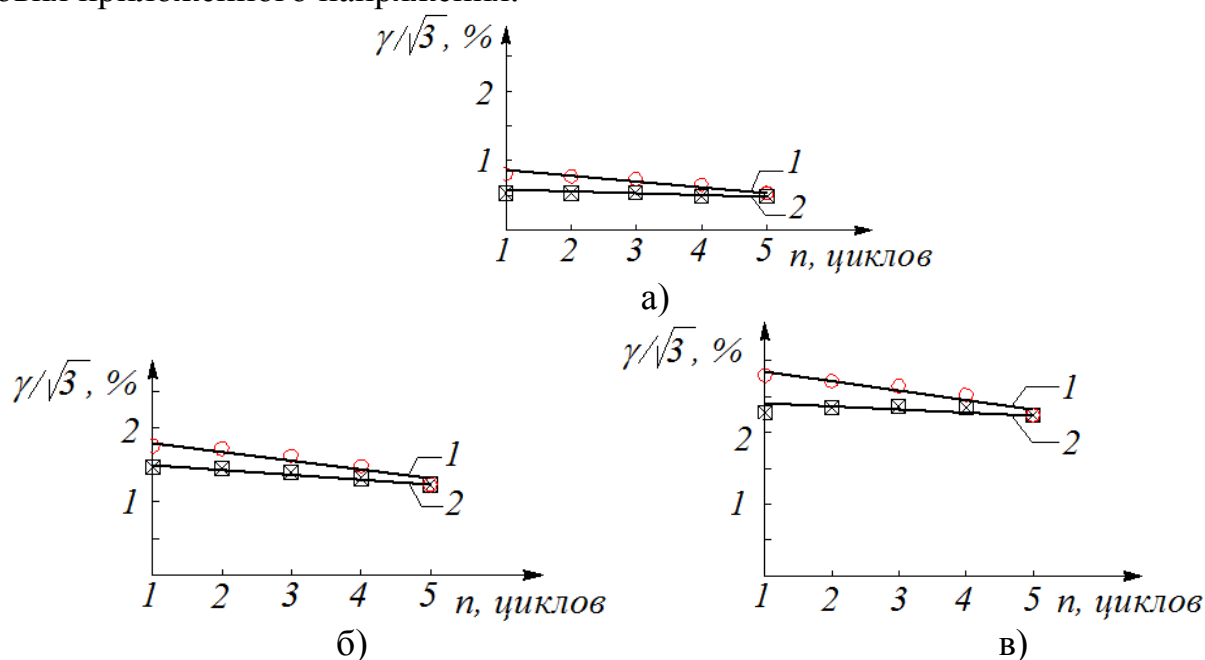 приложенного
γ/√3, %
2
1
1
2
1 2 3 4 5 n, циклов
а)
γ/√3, %
2
1
1
2
1 2 3 4 5 n, циклов
б)
γ/√3, %
2
1
1
2
1 2 3 4 5 n, циклов
в)